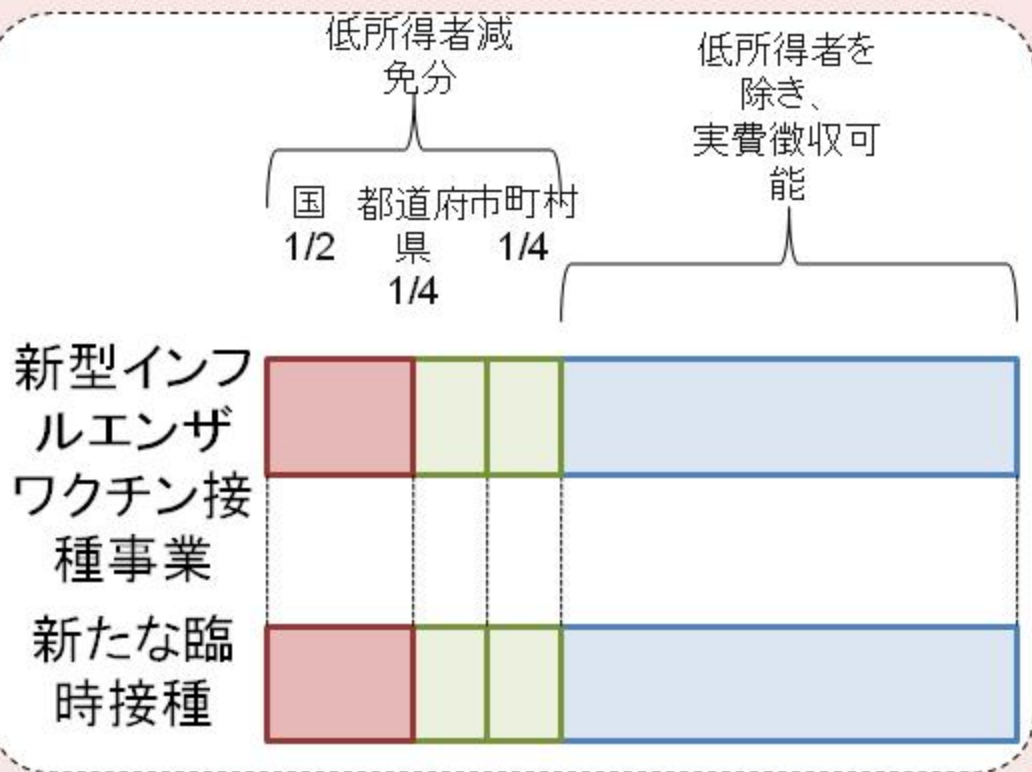 低所得者減
免分
低所得者を
除き、
実費徴収可
能
国
1/2
都道府
県
1/4
市町村
1/4
新型インフ
ルエンザ
ワクチン接
種事業
新たな臨
時接種